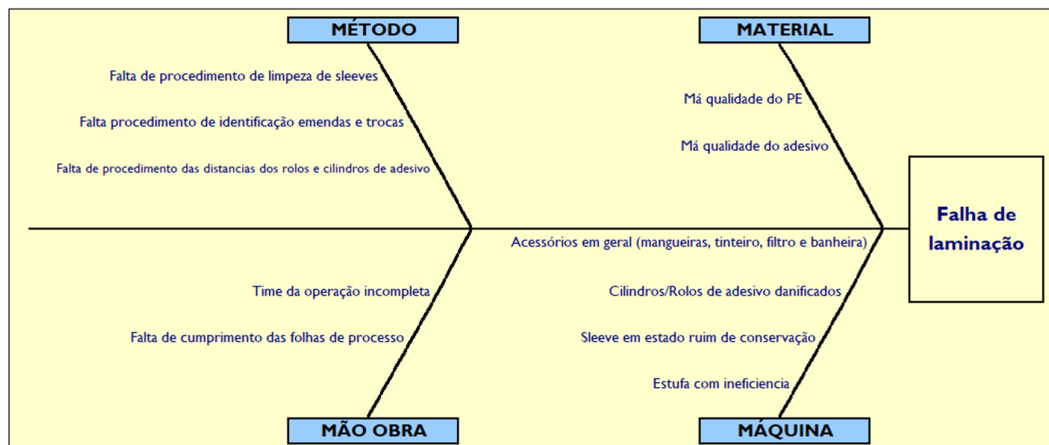 MÉTODO
MATERIAL
Falta de procedimento de limpeza de sleeves
Falta procedimento de identificação emendas e trocas
Falta de procedimento das distancias dos rolos e cilindros de adesivo
Má qualidade do PE
Má qualidade do adesivo
Falha de
laminação
Acessórios em geral (mangueiras, tinteiro, filtro e banheira)
Time da operação incompleta
Falta de cumprimento das folhas de processo
Cilindros/Rolos de adesivo danificados
Sleeve em estado ruim de conservação
Estufa com ineficiencia
MÃO OBRA
MÁQUINA